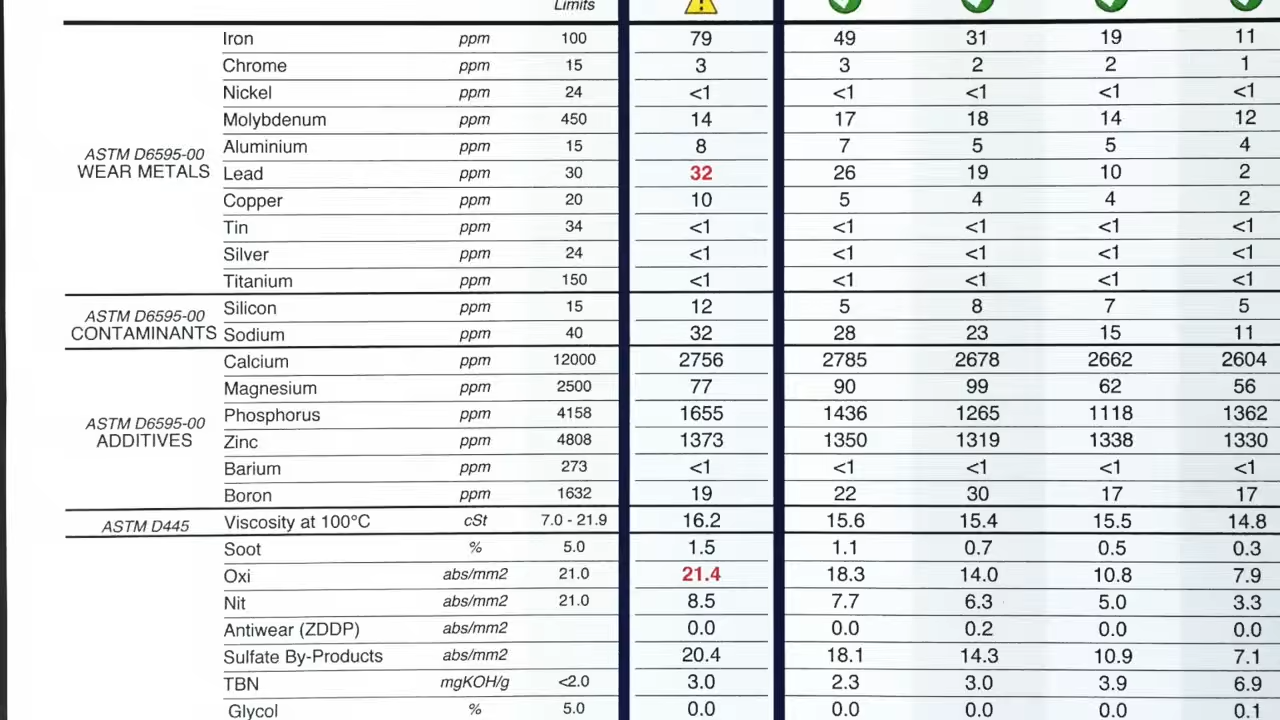 Limits
Iron ppm 100 79 49 31 19 11
Chrome ppm 15 3 3 2 2 1
Nickel ppm 24 <1 <1 <1 <1 <1
Molybdenum ppm 450 14 17 18 14 12
Aluminium ppm 15 8 7 5 5 4
ASTM D6595-00
WEAR METALS
Lead ppm 30 32 26 19 10 2
Copper ppm 20 10 5 4 4 2
Tin ppm 34 <1 <1 <1 <1 <1
Silver ppm 24 <1 <1 <1 <1 <1
Titanium ppm 150 <1 <1 <1 <1 <1
ASTM D6595-00
CONTAMINANTS
Silicon ppm 15 12 5 8 7 5
Sodium ppm 40 32 28 23 15 11
Calcium ppm 12000 2756 2785 2678 2662 2604
Magnesium ppm 2500 77 90 99 62 56
ASTM D6595-00
ADDITIVES
Phosphorus ppm 4158 1655 1436 1265 1118 1362
Zinc ppm 4808 1373 1350 1319 1338 1330
Barium ppm 273 <1 <1 <1 <1 <1
Boron ppm 1632 19 22 30 17 17
ASTM D445 Viscosity at 100°C cSt 7.0 - 21.9 16.2 15.6 15.4 15.5 14.8
Soot % 5.0 1.5 1.1 0.7 0.5 0.3
Oxi abs/mm2 21.0 21.4 18.3 14.0 10.8 7.9
Nit abs/mm2 21.0 8.5 7.7 6.3 5.0 3.3
Antiwear (ZDDP) abs/mm2 0.0 0.0 0.2 0.0 0.0
Sulfate By-Products abs/mm2 20.4 18.1 14.3 10.9 7.1
TBN mgKOH/g <2.0 3.0 2.3 3.0 3.9 6.9
Glycol % 5.0 0.0 0.0 0.0 0.0 0.1